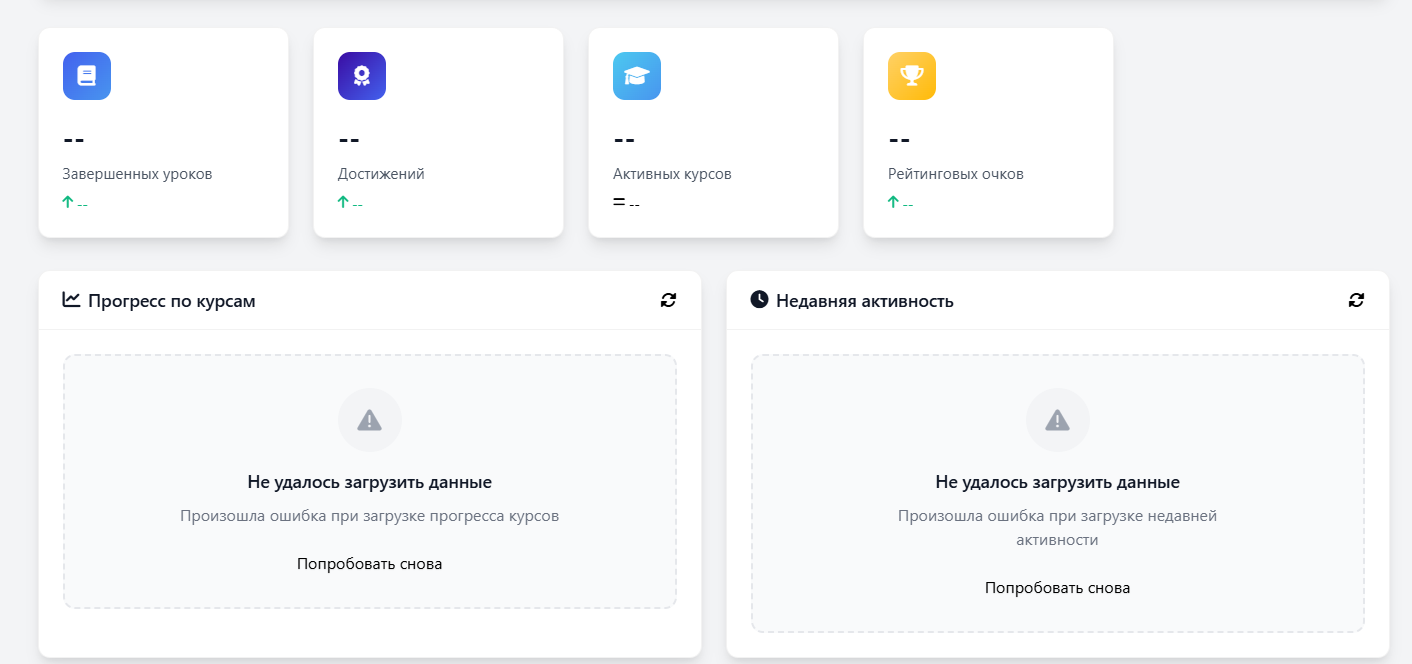 -- -- -- --
Завершенных уроков Достижений Активных курсов Рейтинговых очков
-- -- = -- --
Прогресс по курсам
Не удалось загрузить данные
Произошла ошибка при загрузке прогресса курсов
Попробовать снова
Недавняя активность
Не удалось загрузить данные
Произошла ошибка при загрузке недавней
активности
Попробовать снова